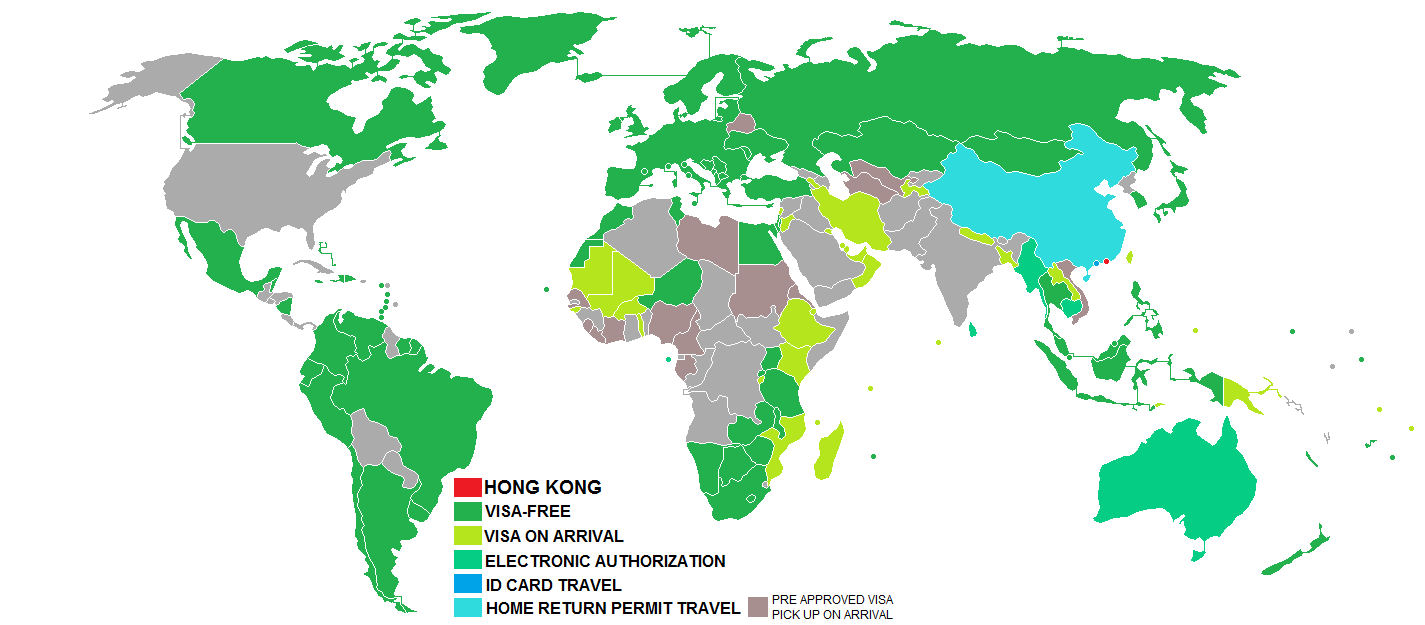 HONG KONG
VISA-FREE
VISA ON ARRIVAL
ELECTRONIC AUTHORIZATION
ID CARD TRAVEL
HOME RETURN PERMIT TRAVEL
PRE APPROVED VISA
PICK UP ON ARRIVAL